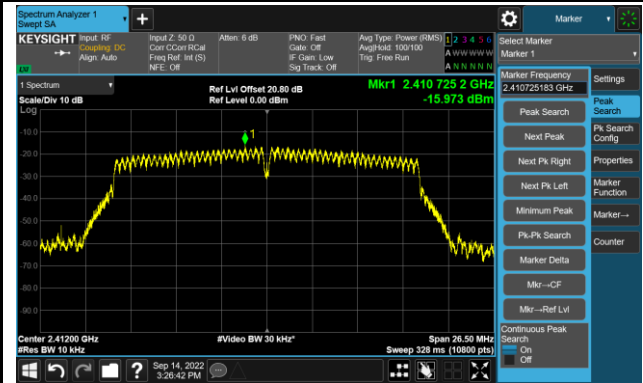 Spectrum Analyzer 1
Swept SA
+
Marker
KEYSIGHT
Input: RF
Coupling: DC
Align: Auto
Input Z: 50 Ω
Corr CCorr RCal
Freq Ref: Int (S)
NFE: Off
Atten: 6 dB
PNO: Fast
Gate: Off
IF Gain: Low
Sig Track: Off
Avg Type: Power (RMS)
Avg|Hold: 100/100
Trig: Free Run
1 2 3 4 5 6
A W W W W W
A N N N N N
Select Marker
Marker 1
1 Spectrum
Scale/Div 10 dB
Log
Ref Lvl Offset 20.80 dB
Ref Level 0.00 dBm
Mkr1 2.410 725 2 GHz
-15.973 dBm
1
-10.0
-20.0
-30.0
-40.0
-50.0
-60.0
-70.0
-80.0
-90.0
Center 2.41200 GHz
#Res BW 10 kHz
#Video BW 30 kHz*
Span 26.50 MHz
Sweep 328 ms (10800 pts)
Marker Frequency
2.410725183 GHz
Peak Search
Next Peak
Next Pk Right
Next Pk Left
Minimum Peak
Pk-Pk Search
Marker Delta
Mkr→CF
Mkr→Ref Lvl
Continuous Peak
Search
On
Off
Settings
Peak
Search
Pk Search
Config
Properties
Marker
Function
Marker→
Counter
?
Sep 14, 2022
3:26:42 PM